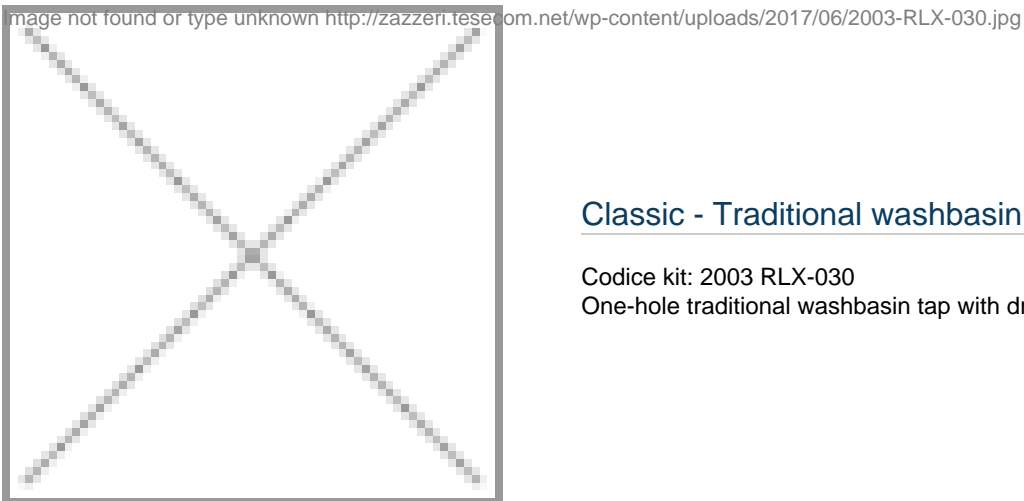 Image not found or type unknown http://zazzeri.tesecom.net/wp-content/uploads/2017/06/2003-RLX-030.jpg
Classic - Traditional washbasin
Codice kit: 2003 RLX-030
One-hole traditional washbasin tap with